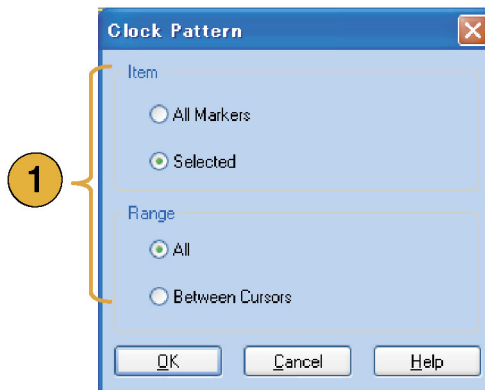 Clock Pattern
Item
All Markers
Selected
1
Range
All
Between Cursors
OK Cancel Help